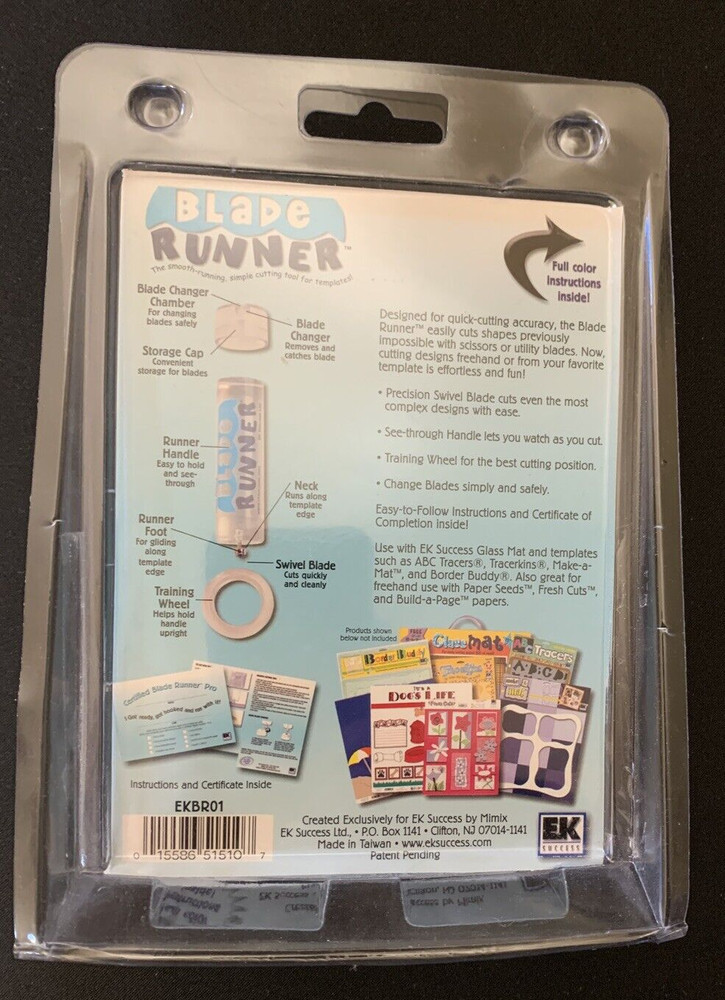 BLADE
RUNNER™
The smooth-running, simple cutting tool for templates!
Full color
instructions
inside!
Blade Changer
Chamber
For changing
blades safely
Blade
Changer
Removes and
catches blade
Storage Cap
Convenient
storage for blades
Runner
Handle
Easy to hold
and see-
through
RUNNER
Neck
Runs along
template
edge
Runner
Foot
For gliding
along
template
edge
Swivel Blade
Cuts quickly
and cleanly
Training
Wheel
Helps hold
handle
upright
Designed for quick-cutting accuracy, the Blade
Runner™ easily cuts shapes previously
impossible with scissors or utility blades. Now,
cutting designs freehand or from your favorite
template is effortless and fun!
• Precision Swivel Blade cuts even the most
complex designs with ease.
• See-through Handle lets you watch as you cut.
• Training Wheel for the best cutting position.
• Change Blades simply and safely.
Easy-to-Follow Instructions and Certificate of
Completion Inside!
Use with EK Success Glass Mat and templates
such as ABC Tracers®, Tracerkins®, Make-a-
Mat™, and Border Buddy®. Also great for
freehand use with Paper Seeds™, Fresh Cuts™,
and Build-a-Page™ papers.
Products shown
below not included
Glass Mat
Border Buddy
ABC Tracers
DOG'S LIFE
Certified Blade Runner Pro
Instructions and Certificate Inside
EKBR01
0 15586 51510 7
Created Exclusively for EK Success by Mimix
EK Success Ltd., • P.O. Box 1141 • Clifton, NJ 07014-1141
Made in Taiwan • www.eksuccess.com
Patent Pending
EK
SUCCESS